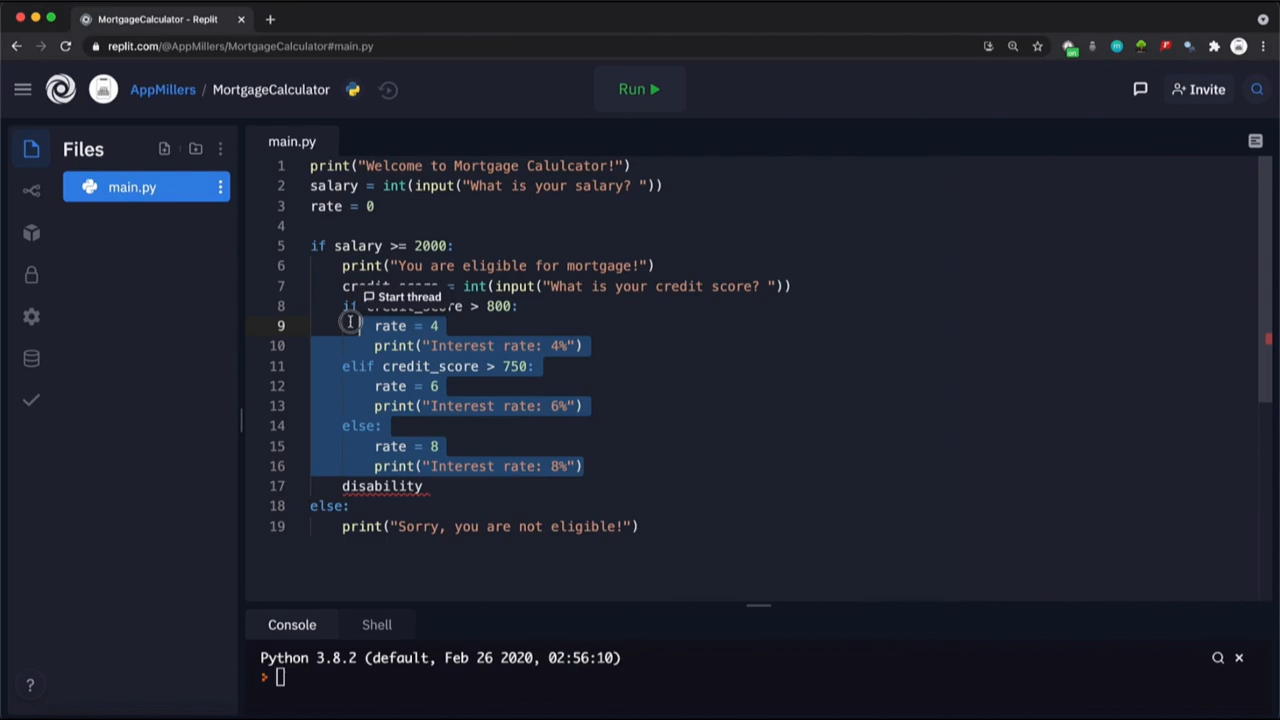 MortgageCalculator - Replit
replit.com/@AppMillers/MortgageCalculator#main.py
on
AppMillers / MortgageCalculator
Run
Invite
Files
main.py
main.py
1 print("Welcome to Mortgage Calulcator!")
2 salary = int(input("What is your salary? "))
3 rate = 0
4
5 if salary >= 2000:
6 print("You are eligible for mortgage!")
7 credit_score = int(input("What is your credit score? "))
Start thread
8 if credit_score > 800:
9 rate = 4
10 print("Interest rate: 4%")
11 elif credit_score > 750:
12 rate = 6
13 print("Interest rate: 6%")
14 else:
15 rate = 8
16 print("Interest rate: 8%")
17 disability
18 else:
19 print("Sorry, you are not eligible!")
Console Shell
Python 3.8.2 (default, Feb 26 2020, 02:56:10)
>
?